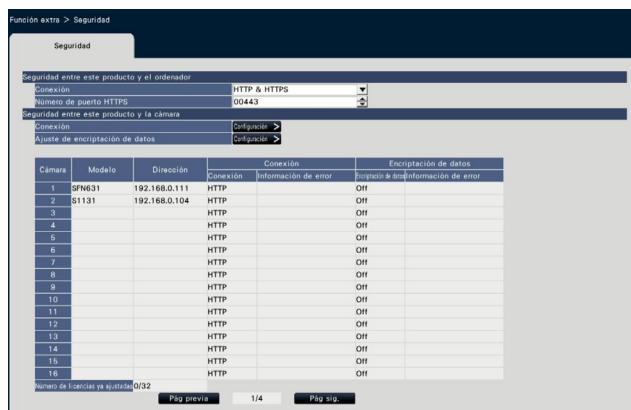 Función extra > Seguridad
Seguridad
Seguridad entre este producto y el ordenador
Conexión HTTP & HTTPS
Número de puerto HTTPS 00443
Seguridad entre este producto y la cámara
Conexión Configuración >
Ajuste de encriptación de datos Configuración >
Conexión Encriptación de datos
Cámara Modelo Dirección Conexión Información de error Encriptación de datos Información de error
1 SFN631 192.168.0.111 HTTP Off
2 S1131 192.168.0.104 HTTP Off
3 HTTP Off
4 HTTP Off
5 HTTP Off
6 HTTP Off
7 HTTP Off
8 HTTP Off
9 HTTP Off
10 HTTP Off
11 HTTP Off
12 HTTP Off
13 HTTP Off
14 HTTP Off
15 HTTP Off
16 HTTP Off
Número de licencias ya ajustadas 0/32
Pág previa 1/4 Pág sig.